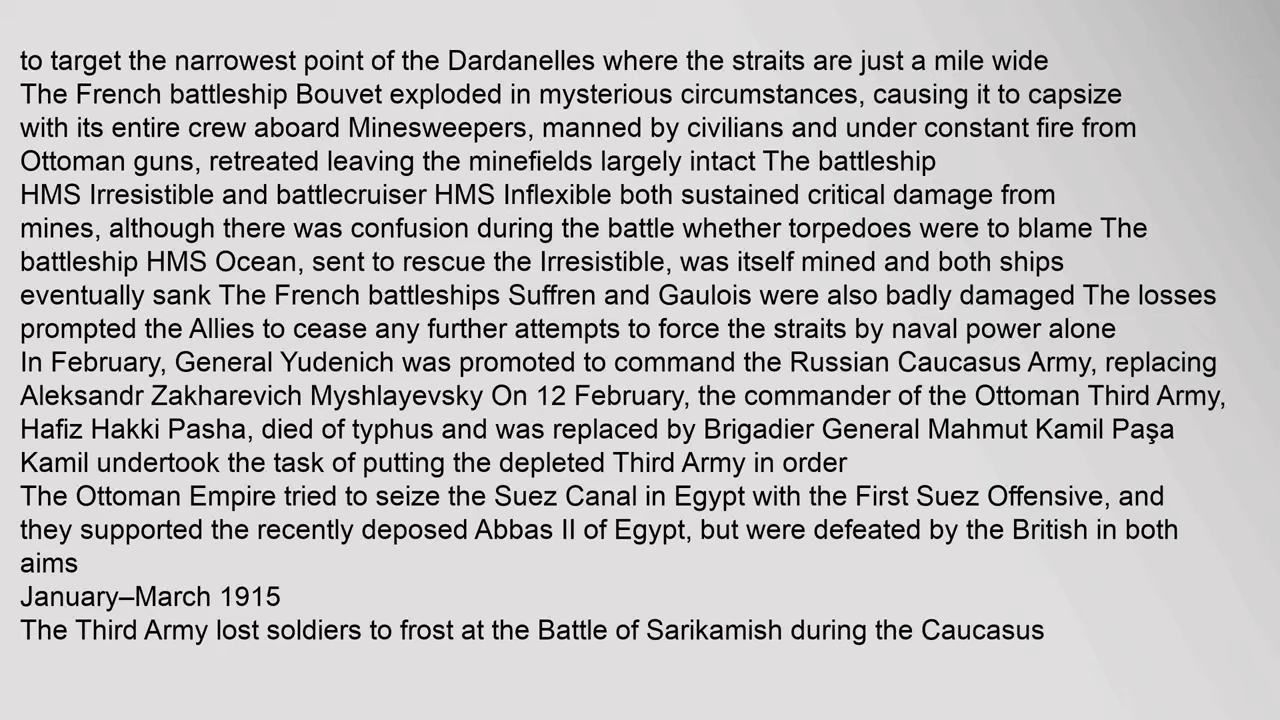 to target the narrowest point of the Dardanelles where the straits are just a mile wide
The French battleship Bouvet exploded in mysterious circumstances, causing it to capsize
with its entire crew aboard Minesweepers, manned by civilians and under constant fire from
Ottoman guns, retreated leaving the minefields largely intact The battleship
HMS Irresistible and battlecruiser HMS Inflexible both sustained critical damage from
mines, although there was confusion during the battle whether torpedoes were to blame The
battleship HMS Ocean, sent to rescue the Irresistible, was itself mined and both ships
eventually sank The French battleships Suffren and Gaulois were also badly damaged The losses
prompted the Allies to cease any further attempts to force the straits by naval power alone
In February, General Yudenich was promoted to command the Russian Caucasus Army, replacing
Aleksandr Zakharevich Myshlayevsky On 12 February, the commander of the Ottoman Third Army,
Hafiz Hakki Pasha, died of typhus and was replaced by Brigadier General Mahmut Kamil Paşa
Kamil undertook the task of putting the depleted Third Army in order
The Ottoman Empire tried to seize the Suez Canal in Egypt with the First Suez Offensive, and
they supported the recently deposed Abbas II of Egypt, but were defeated by the British in both
aims
January–March 1915
The Third Army lost soldiers to frost at the Battle of Sarikamish during the Caucasus